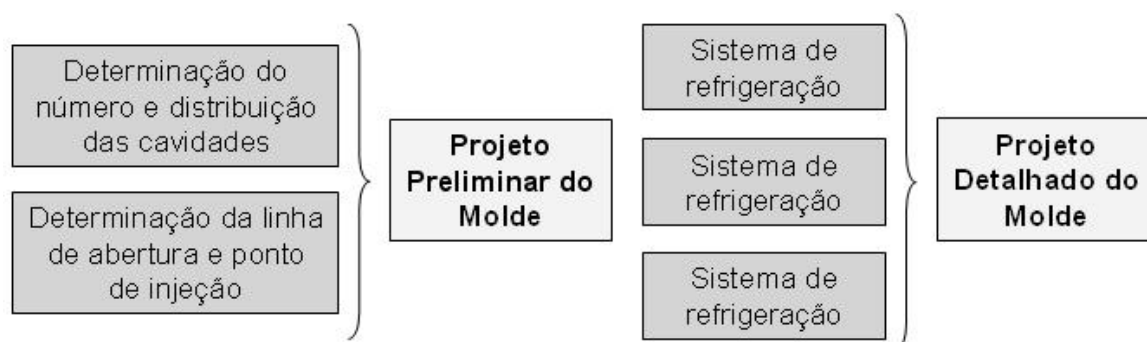 Determinação do
número e distribuição
das cavidades
Determinação da linha
de abertura e ponto
de injeção
Projeto
Preliminar do
Molde
Sistema de
refrigeração
Sistema de
refrigeração
Sistema de
refrigeração
Projeto
Detalhado do
Molde